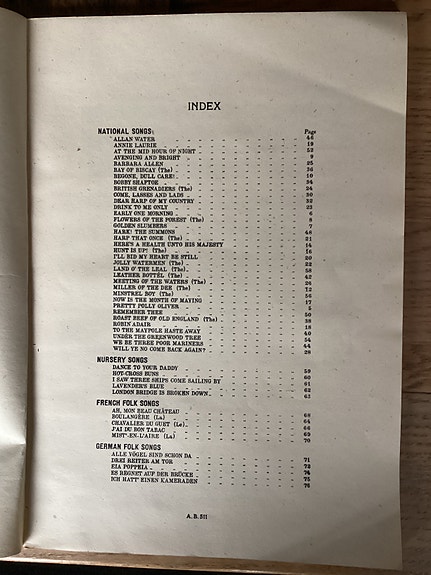 INDEX
NATIONAL SONGS: Page
ALLAN WATER 46
ANNIE LAURIE 19
AT THE MID HOUR OF NIGHT 52
AVENGING AND BRIGHT 9
BARBARA ALLEN 25
BAY OF BISCAY (The) 36
BEGONE, DULL CARE! 10
BOBBY SHAFTOE 34
BRITISH GRENADIERS (The) 24
COME, LASSES AND LADS 30
DEAR HARP OF MY COUNTRY 32
DRINK TO ME ONLY 23
EARLY ONE MORNING 6
FLOWERS OF THE FOREST (The) 8
GOLDEN SLUMBERS 7
HARK! THE SUMMONS 48
HARP THAT ONCE (The) 21
HERE'S A HEALTH UNTO HIS MAJESTY 14
HUNT IS UP! (The) 16
I'LL BID MY HEART BE STILL 20
JOLLY WATERMEN (The) 22
LAND O' THE LEAL (The) 58
LEATHER BOTTÉL (The) 42
MEETING OF THE WATERS (The) 26
MILLER OF THE DEE (The) 12
MINSTREL BOY (The) 56
NOW IS THE MONTH OF MAYING 17
PRETTY POLLY OLIVER 5
REMEMBER THEE 50
ROAST BEEF OF OLD ENGLAND (The) 38
ROBIN ADAIR 18
TO THE MAYPOLE HASTE AWAY 40
UNDER THE GREENWOOD TREE 54
WE BE THREE POOR MARINERS 44
WILL YE NO COME BACK AGAIN? 28
NURSERY SONGS
DANCE TO YOUR DADDY 59
HOT-CROSS BUNS 60
I SAW THREE SHIPS COME SAILING BY 61
LAVENDER'S BLUE 62
LONDON BRIDGE IS BROKEN DOWN 63
FRENCH FOLK SONGS
AH, MON BEAU CHÂTEAU 68
BOULANGÈRE (La) 64
CHAVALIER DU GUET (Le) 66
J'AI DU BON TABAC 69
MIST'-EN-L'AIRE (La) 70
GERMAN FOLK SONGS
ALLE VÖGEL SIND SCHON DA 71
DREI REITER AM TOR
EIA POPPEIA
ES REGNET AUF DER BRÜCKE 74
ICH HATT' EINEN KAMERADEN 76
A.B. 511